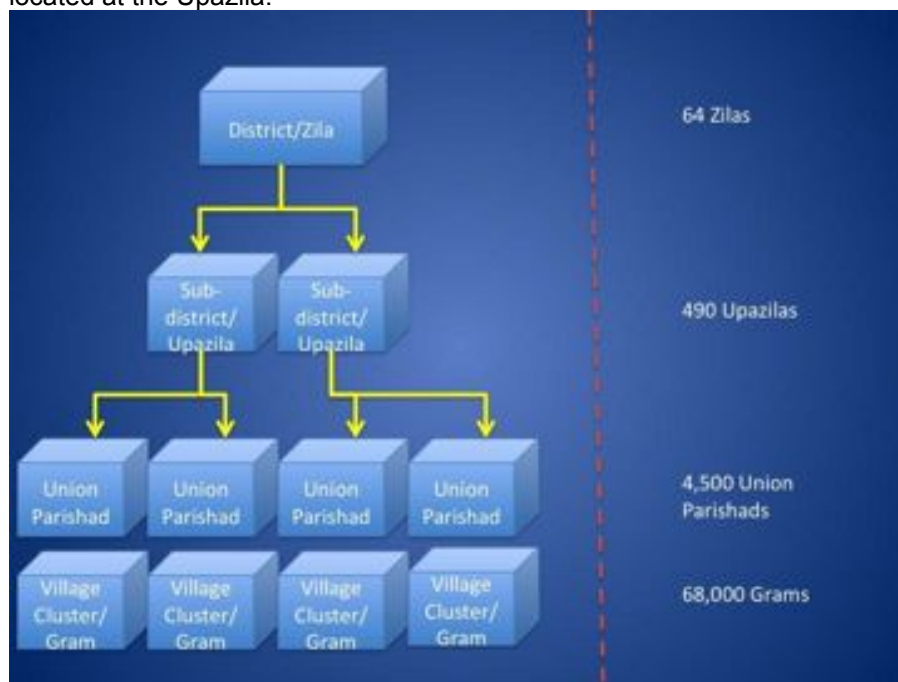 located at the Upazila.
District/Zila
64 Zilas
Sub-
district/
Upazila
Sub-
district/
Upazila
490 Upazilas
Union
Parishad
Union
Parishad
Union
Parishad
Union
Parishad
4,500 Union
Parishads
Village
Cluster/
Gram
Village
Cluster/
Gram
Village
Cluster/
Gram
Village
Cluster/
Gram
68,000 Grams